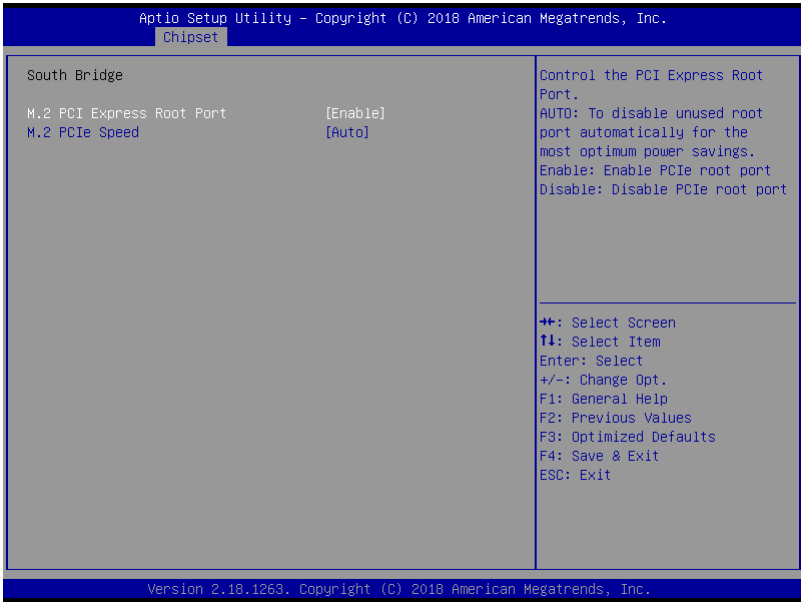 Aptio Setup Utility – Copyright (C) 2018 American Megatrends, Inc.
Chipset
South Bridge
M.2 PCI Express Root Port [Enable]
M.2 PCIe Speed [Auto]
Control the PCI Express Root
Port.
AUTO: To disable unused root
port automatically for the
most optimum power savings.
Enable: Enable PCIe root port
Disable: Disable PCIe root port
→←: Select Screen
↑↓: Select Item
Enter: Select
+/-: Change Opt.
F1: General Help
F2: Previous Values
F3: Optimized Defaults
F4: Save & Exit
ESC: Exit
Version 2.18.1263. Copyright (C) 2018 American Megatrends, Inc.